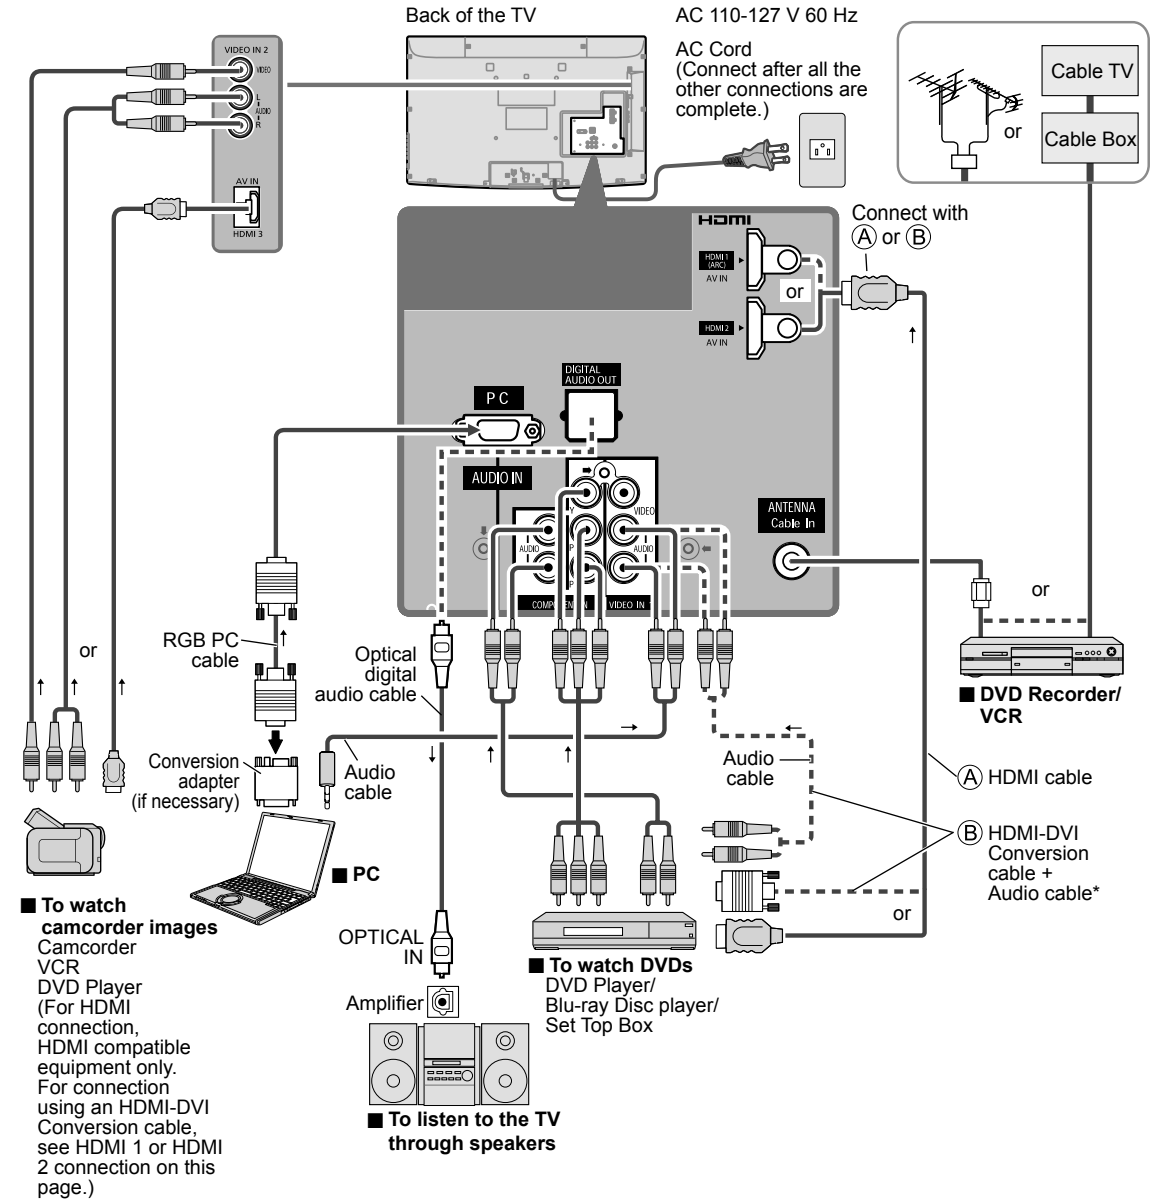 Back of the TV
AC 110-127 V 60 Hz
AC Cord
(Connect after all the
other connections are
complete.)
Cable TV
or
Cable Box
VIDEO IN 2
VIDEO
L
AUDIO
R
AV IN
HDMI 3
HDMI
Connect with
A or B
HDMI 1
(ARC)
AV IN
or
HDMI 2
AV IN
DIGITAL
AUDIO OUT
PC
AUDIO IN
ANTENNA
Cable In
Y
VIDEO
AUDIO
P
AUDIO
P
COMPONENT IN
VIDEO IN
or
RGB PC
cable
or
Optical
digital
audio cable
■ DVD Recorder/
VCR
Conversion
adapter
(if necessary)
Audio
cable
Audio
cable
A HDMI cable
B HDMI-DVI
Conversion
cable +
Audio cable*
■ PC
or
■ To watch
camcorder images
Camcorder
VCR
DVD Player
(For HDMI
connection,
HDMI compatible
equipment only.
For connection
using an HDMI-DVI
Conversion cable,
see HDMI 1 or HDMI
2 connection on this
page.)
OPTICAL
IN
Amplifier
■ To watch DVDs
DVD Player/
Blu-ray Disc player/
Set Top Box
■ To listen to the TV
through speakers